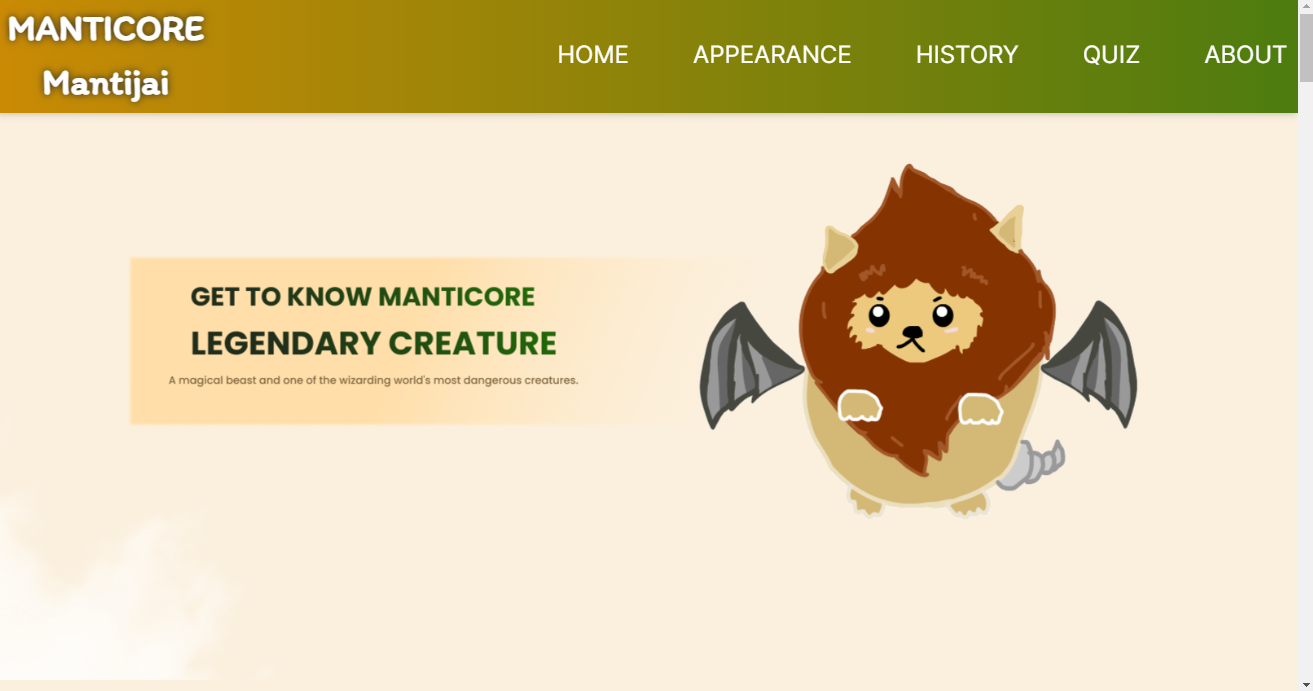 MANTICORE
Mantijai
HOME APPEARANCE HISTORY QUIZ ABOUT
GET TO KNOW MANTICORE
LEGENDARY CREATURE
A magical beast and one of the wizarding world's most dangerous creatures.